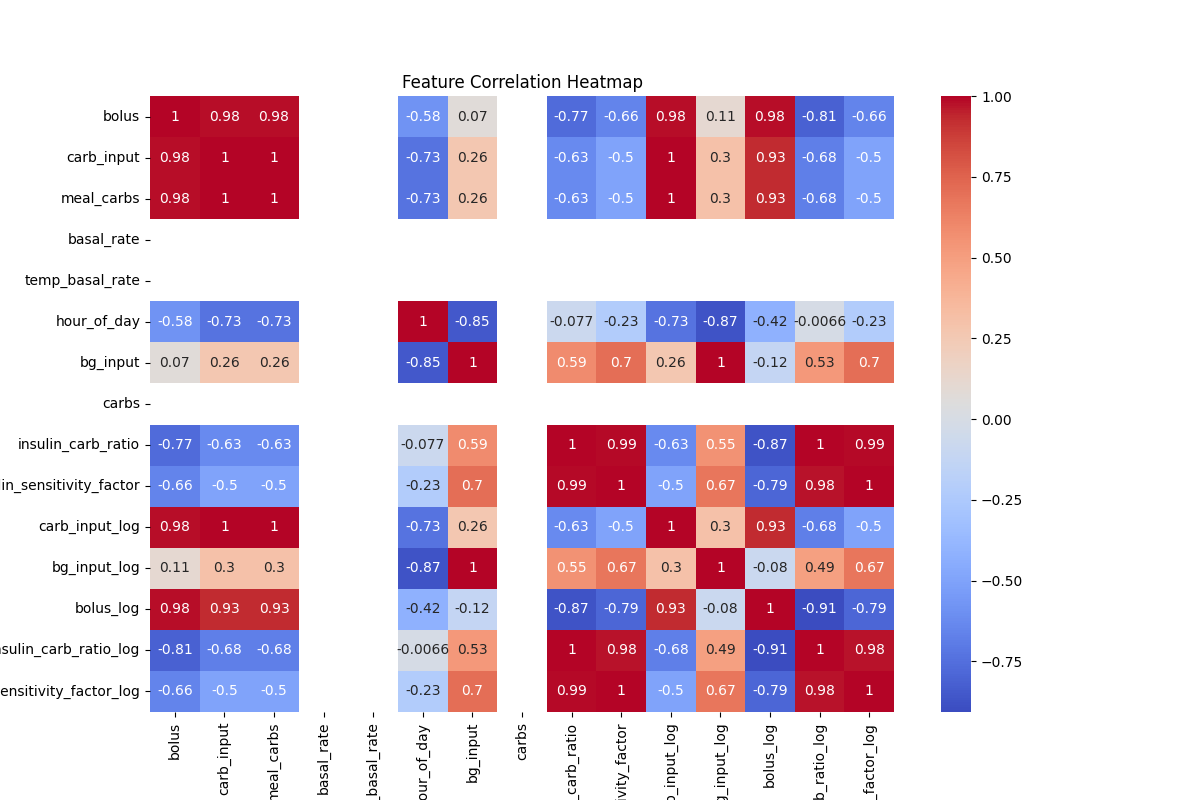 Feature Correlation Heatmap
bolus 1 0.98 0.98 -0.58 0.07 -0.77 -0.66 0.98 0.11 0.98 -0.81 -0.66
carb_input 0.98 1 1 -0.73 0.26 -0.63 -0.5 1 0.3 0.93 -0.68 -0.5
meal_carbs 0.98 1 1 -0.73 0.26 -0.63 -0.5 1 0.3 0.93 -0.68 -0.5
basal_rate
temp_basal_rate
hour_of_day -0.58 -0.73 -0.73 1 -0.85 -0.077 -0.23 -0.73 -0.87 -0.42 -0.0066 -0.23
bg_input 0.07 0.26 0.26 -0.85 1 0.59 0.7 0.26 1 -0.12 0.53 0.7
carbs
insulin_carb_ratio -0.77 -0.63 -0.63 -0.077 0.59 1 0.99 -0.63 0.55 -0.87 1 0.99
lin_sensitivity_factor -0.66 -0.5 -0.5 -0.23 0.7 0.99 1 -0.5 0.67 -0.79 0.98 1
carb_input_log 0.98 1 1 -0.73 0.26 -0.63 -0.5 1 0.3 0.93 -0.68 -0.5
bg_input_log 0.11 0.3 0.3 -0.87 1 0.55 0.67 0.3 1 -0.08 0.49 0.67
bolus_log 0.98 0.93 0.93 -0.42 -0.12 -0.87 -0.79 0.93 -0.08 1 -0.91 -0.79
sulin_carb_ratio_log -0.81 -0.68 -0.68 -0.0066 0.53 1 0.98 -0.68 0.49 -0.91 1 0.98
ensitivity_factor_log -0.66 -0.5 -0.5 -0.23 0.7 0.99 1 -0.5 0.67 -0.79 0.98 1
bolus
carb_input
meal_carbs
basal_rate
_basal_rate
our_of_day
bg_input
carbs
_carb_ratio
ivity_factor
b_input_log
g_input_log
bolus_log
b_ratio_log
_factor_log
1.00
0.75
0.50
0.25
0.00
−0.25
−0.50
−0.75